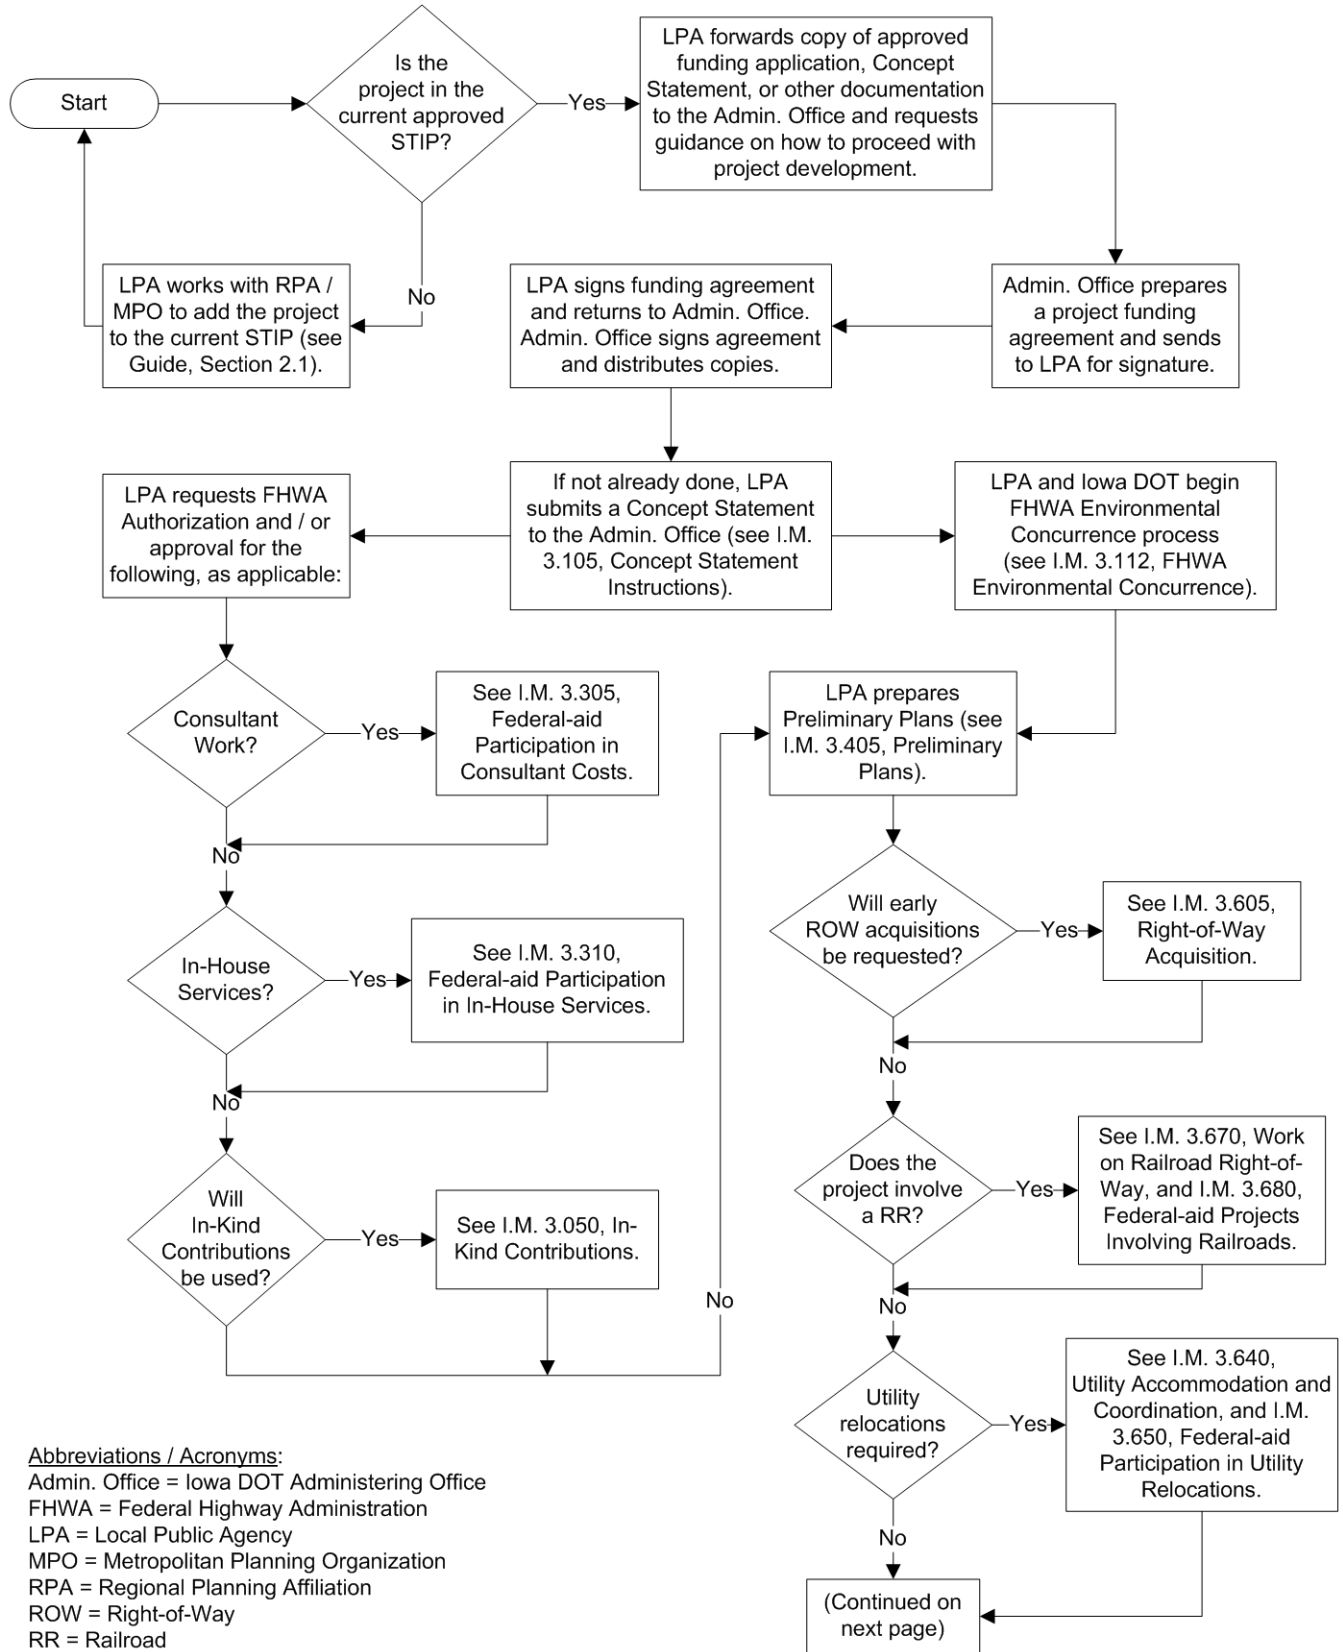 Start
Is the
project in the
current approved
STIP?
Yes
LPA forwards copy of approved
funding application, Concept
Statement, or other documentation
to the Admin. Office and requests
guidance on how to proceed with
project development.
No
LPA works with RPA /
MPO to add the project
to the current STIP (see
Guide, Section 2.1).
LPA signs funding agreement
and returns to Admin. Office.
Admin. Office signs agreement
and distributes copies.
Admin. Office prepares
a project funding
agreement and sends
to LPA for signature.
LPA requests FHWA
Authorization and / or
approval for the
following, as applicable:
If not already done, LPA
submits a Concept Statement
to the Admin. Office (see I.M.
3.105, Concept Statement
Instructions).
LPA and Iowa DOT begin
FHWA Environmental
Concurrence process
(see I.M. 3.112, FHWA
Environmental Concurrence).
Consultant
Work?
Yes
See I.M. 3.305,
Federal-aid
Participation in
Consultant Costs.
No
In-House
Services?
Yes
See I.M. 3.310,
Federal-aid Participation
in In-House Services.
No
Will
In-Kind
Contributions
be used?
Yes
See I.M. 3.050, In-
Kind Contributions.
No
LPA prepares
Preliminary Plans (see
I.M. 3.405, Preliminary
Plans).
Will early
ROW acquisitions
be requested?
Yes
See I.M. 3.605,
Right-of-Way
Acquisition.
No
Does the
project involve
a RR?
Yes
See I.M. 3.670, Work
on Railroad Right-of-
Way, and I.M. 3.680,
Federal-aid Projects
Involving Railroads.
No
Utility
relocations
required?
Yes
See I.M. 3.640,
Utility Accommodation and
Coordination, and I.M.
3.650, Federal-aid
Participation in Utility
Relocations.
No
(Continued on
next page)
Abbreviations / Acronyms:
Admin. Office = Iowa DOT Administering Office
FHWA = Federal Highway Administration
LPA = Local Public Agency
MPO = Metropolitan Planning Organization
RPA = Regional Planning Affiliation
ROW = Right-of-Way
RR = Railroad